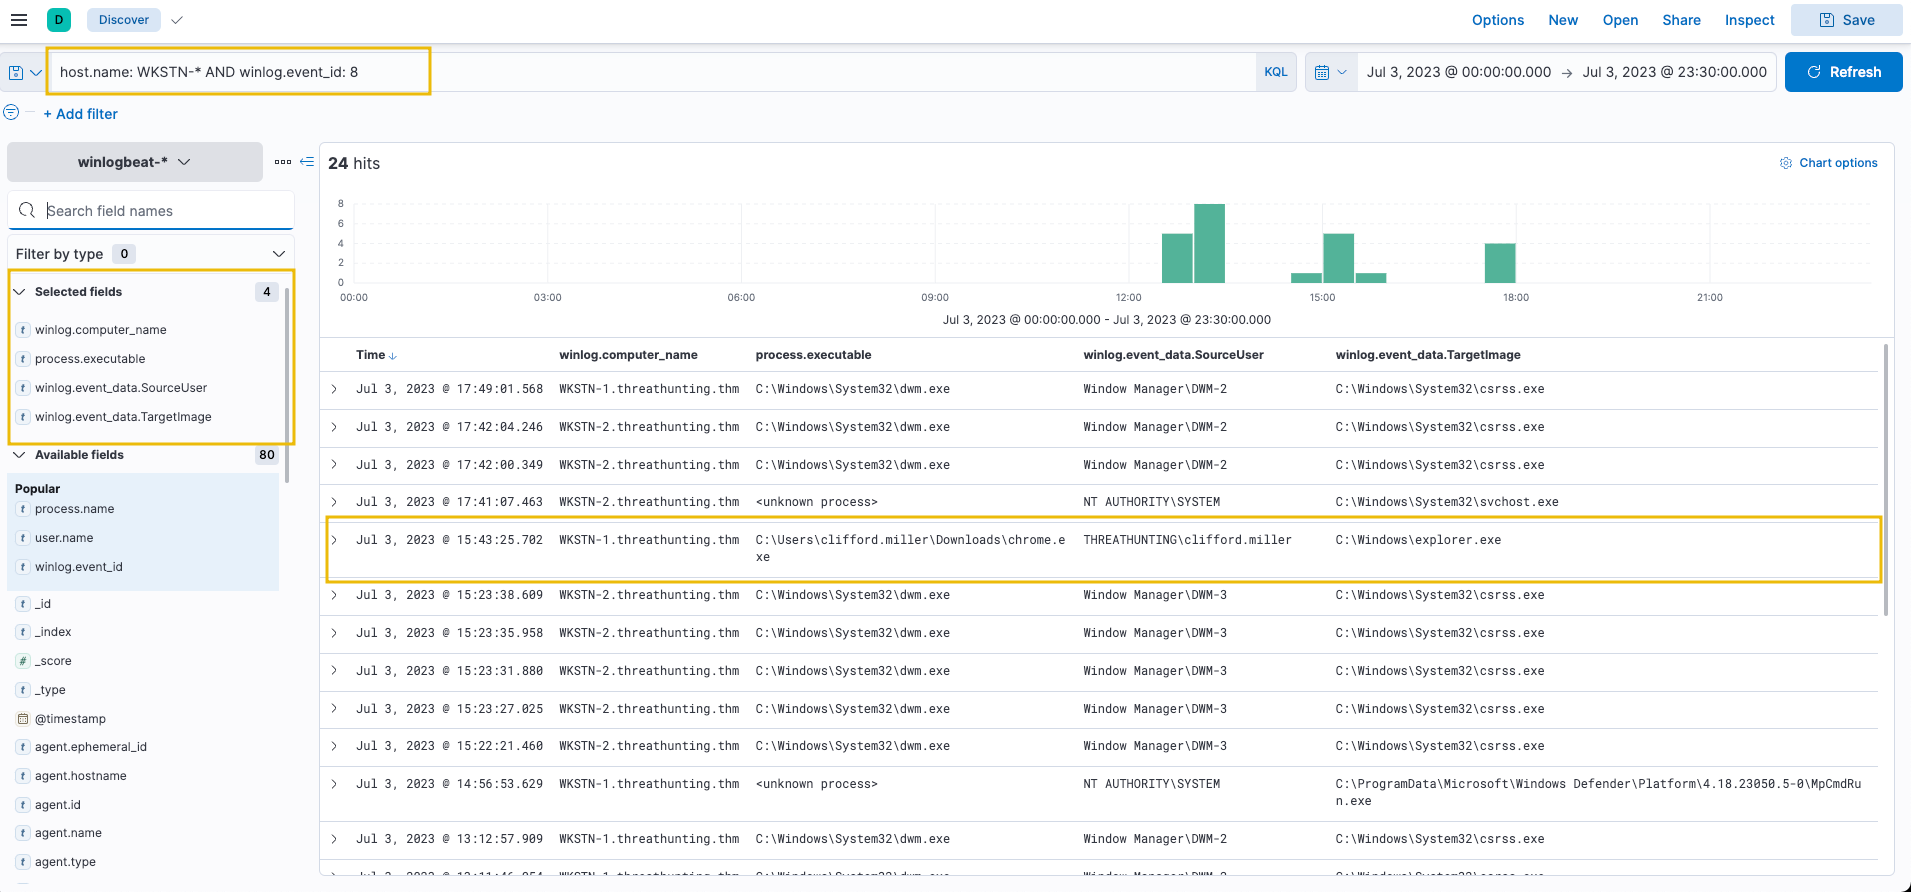 D Discover Options New Open Share Inspect Save
host.name: WKSTN-* AND winlog.event_id: 8 KQL Jul 3, 2023 @ 00:00:00.000 → Jul 3, 2023 @ 23:30:00.000 Refresh
+ Add filter
winlogbeat-*
Search field names
Filter by type 0
Selected fields 4
t winlog.computer_name
t process.executable
t winlog.event_data.SourceUser
t winlog.event_data.TargetImage
Available fields 80
Popular
t process.name
t user.name
t winlog.event_id
t _id
t _index
# _score
t _type
@timestamp
t agent.ephemeral_id
t agent.hostname
t agent.id
t agent.name
t agent.type
24 hits Chart options
8
6
4
2
0
00:00 03:00 06:00 09:00 12:00 15:00 18:00 21:00
Jul 3, 2023 @ 00:00:00.000 - Jul 3, 2023 @ 23:30:00.000
Time ↓ winlog.computer_name process.executable winlog.event_data.SourceUser winlog.event_data.TargetImage
Jul 3, 2023 @ 17:49:01.568 WKSTN-1.threathunting.thm C:\Windows\System32\dwm.exe Window Manager\DWM-2 C:\Windows\System32\csrss.exe
Jul 3, 2023 @ 17:42:04.246 WKSTN-2.threathunting.thm C:\Windows\System32\dwm.exe Window Manager\DWM-2 C:\Windows\System32\csrss.exe
Jul 3, 2023 @ 17:42:00.349 WKSTN-2.threathunting.thm C:\Windows\System32\dwm.exe Window Manager\DWM-2 C:\Windows\System32\csrss.exe
Jul 3, 2023 @ 17:41:07.463 WKSTN-2.threathunting.thm <unknown process> NT AUTHORITY\SYSTEM C:\Windows\System32\svchost.exe
Jul 3, 2023 @ 15:43:25.702 WKSTN-1.threathunting.thm C:\Users\clifford.miller\Downloads\chrome.e THREATHUNTING\clifford.miller C:\Windows\explorer.exe
xe
Jul 3, 2023 @ 15:23:38.609 WKSTN-2.threathunting.thm C:\Windows\System32\dwm.exe Window Manager\DWM-3 C:\Windows\System32\csrss.exe
Jul 3, 2023 @ 15:23:35.958 WKSTN-2.threathunting.thm C:\Windows\System32\dwm.exe Window Manager\DWM-3 C:\Windows\System32\csrss.exe
Jul 3, 2023 @ 15:23:31.880 WKSTN-2.threathunting.thm C:\Windows\System32\dwm.exe Window Manager\DWM-3 C:\Windows\System32\csrss.exe
Jul 3, 2023 @ 15:23:27.025 WKSTN-2.threathunting.thm C:\Windows\System32\dwm.exe Window Manager\DWM-3 C:\Windows\System32\csrss.exe
Jul 3, 2023 @ 15:22:21.460 WKSTN-2.threathunting.thm C:\Windows\System32\dwm.exe Window Manager\DWM-3 C:\Windows\System32\csrss.exe
Jul 3, 2023 @ 14:56:53.629 WKSTN-1.threathunting.thm <unknown process> NT AUTHORITY\SYSTEM C:\ProgramData\Microsoft\Windows Defender\Platform\4.18.23050.5-0\MpCmdRu
n.exe
Jul 3, 2023 @ 13:12:57.909 WKSTN-1.threathunting.thm C:\Windows\System32\dwm.exe Window Manager\DWM-2 C:\Windows\System32\csrss.exe